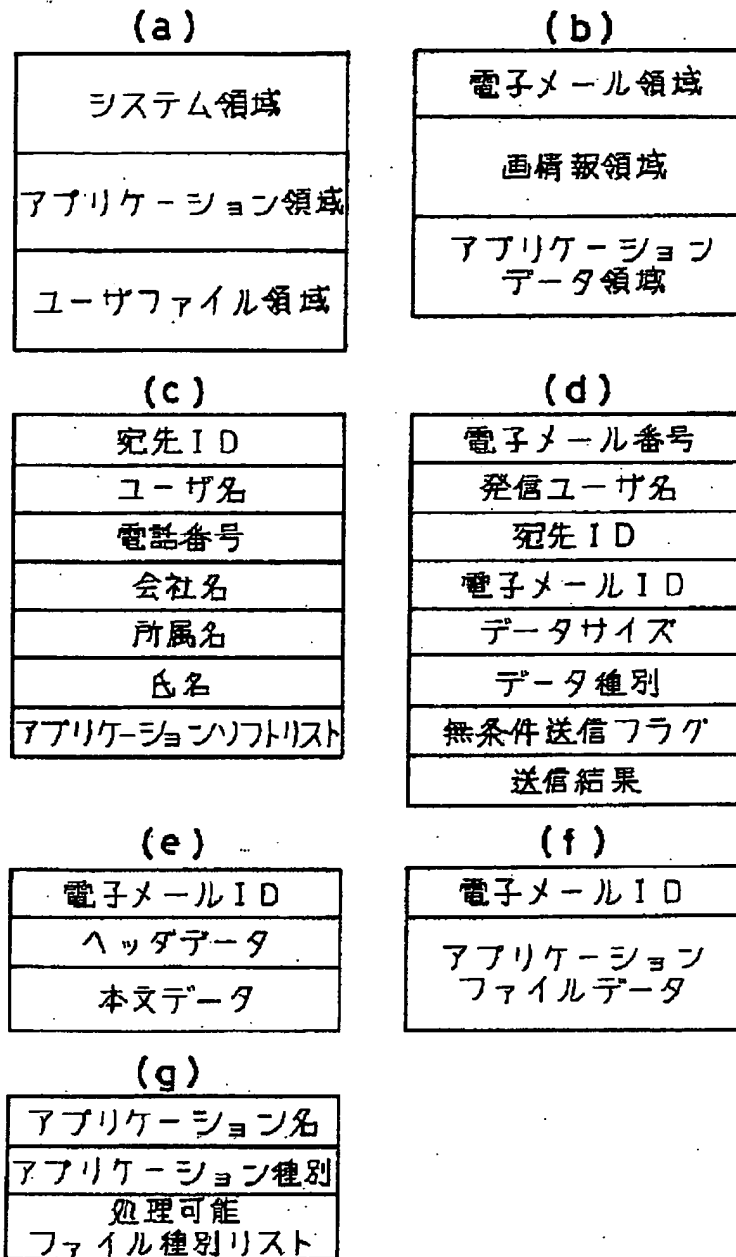 (a)
システム領域
アプリケーション領域
ユーザファイル領域
(b)
電子メール領域
画情報領域
アプリケーション
データ領域
(c)
宛先ID
ユーザ名
電話番号
会社名
所属名
氏名
アプリケーションソフトリスト
(d)
電子メール番号
発信ユーザ名
宛先ID
電子メールID
データサイズ
データ種別
無条件送信フラグ
送信結果
(e)
電子メールID
ヘッダデータ
本文データ
(f)
電子メールID
アプリケーション
ファイルデータ
(g)
アプリケーション名
アプリケーション種別
処理可能
ファイル種別リスト